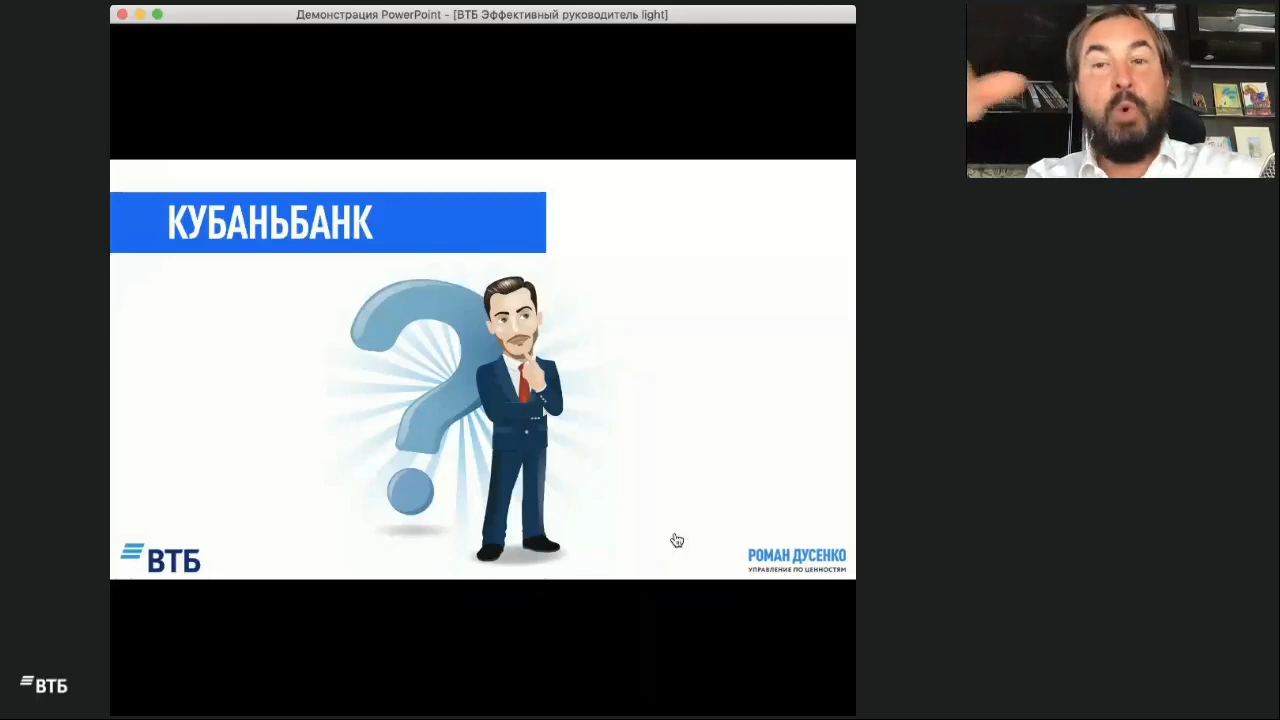 Демонстрация PowerPoint - [ВТБ Эффективный руководитель light]
КУБАНЬБАНК
ВТБ
РОМАН ДУСЕНКО
УПРАВЛЕНИЕ ПО ЦЕННОСТЯМ
ВТБ